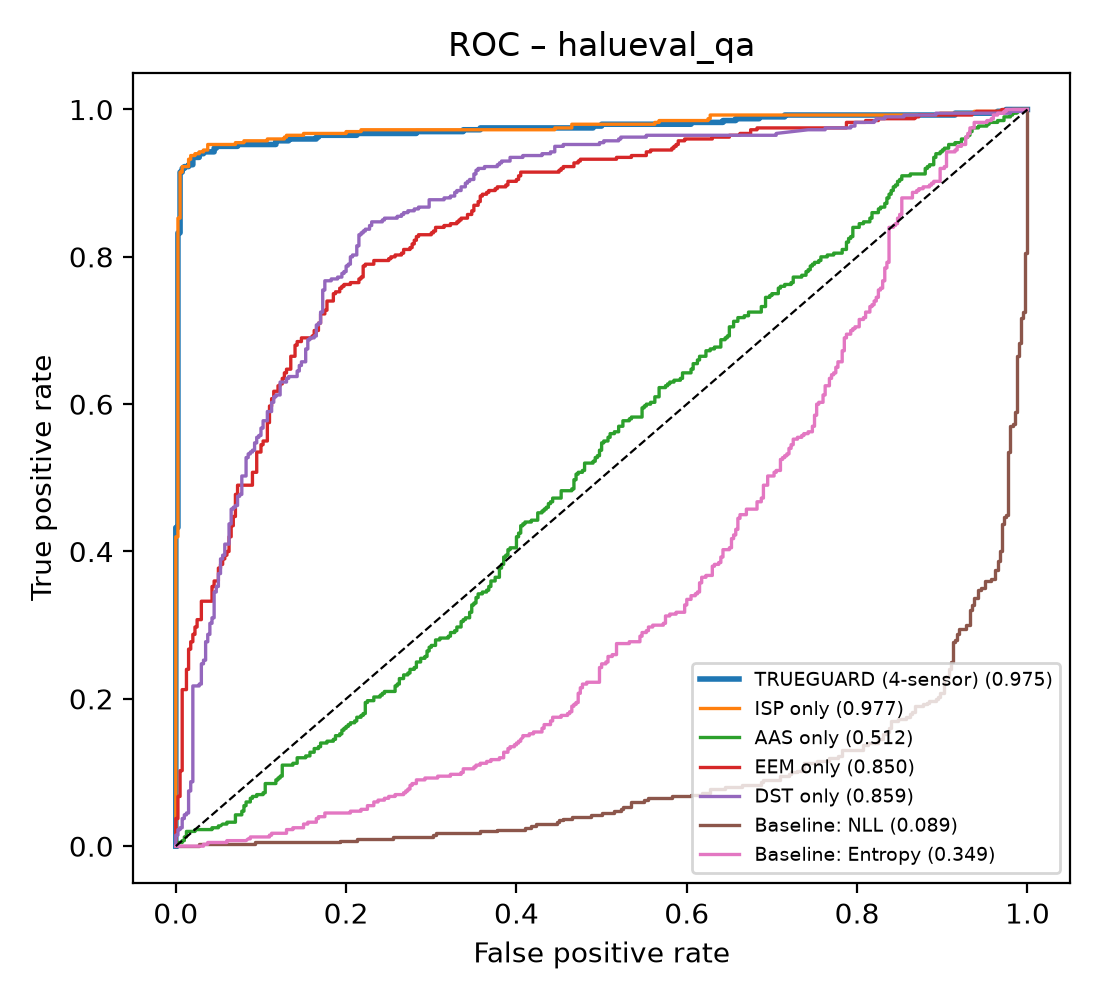 ROC – halueval_qa
True positive rate
1.0
0.8
0.6
0.4
0.2
0.0
TRUEGUARD (4-sensor) (0.975)
ISP only (0.977)
AAS only (0.512)
EEM only (0.850)
DST only (0.859)
Baseline: NLL (0.089)
Baseline: Entropy (0.349)
0.0 0.2 0.4 0.6 0.8 1.0
False positive rate